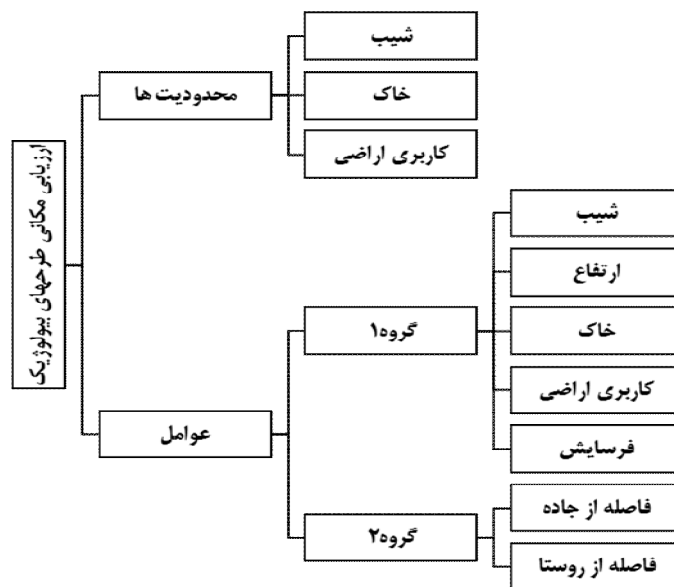 ارزیابی مکانی طرحهای بیولوژیک
محدودیت ها
شیب
خاک
کاربری اراضی
عوامل
گروه۱
شیب
ارتفاع
خاک
کاربری اراضی
فرسایش
گروه۲
فاصله از جاده
فاصله از روستا